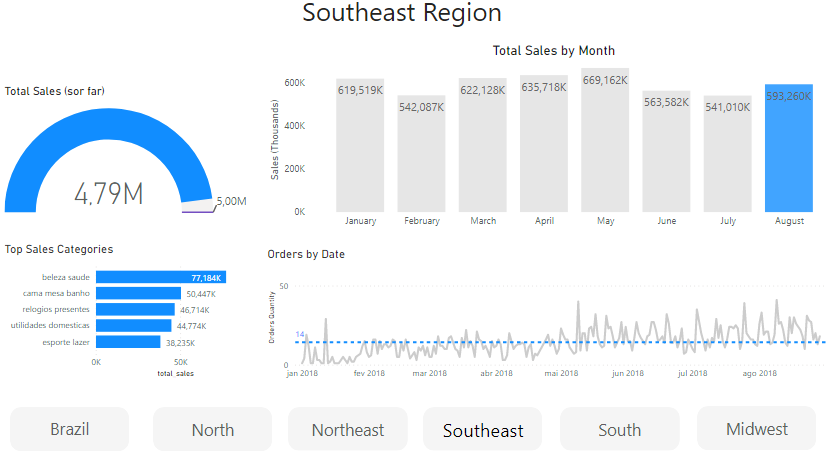 Southeast Region
Total Sales (sor far)
4,79M
5,00M
Total Sales by Month
Sales (Thousands)
600K
400K
200K
0K
619,519K
542,087K
622,128K
635,718K
669,162K
563,582K
541,010K
593,260K
January
February
March
April
May
June
July
August
Top Sales Categories
beleza saude
77,184K
cama mesa banho
50,447K
relogios presentes
46,714K
utilidades domesticas
44,774K
esporte lazer
38,235K
0K
50K
total sales
Orders by Date
Orders Quantity
50
14
0
jan 2018
fev 2018
mar 2018
abr 2018
mai 2018
jun 2018
jul 2018
ago 2018
Brazil
North
Northeast
Southeast
South
Midwest